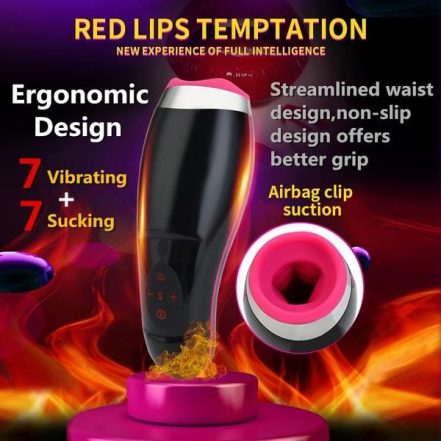 RED LIPS TEMPTATION
NEW EXPERIENCE OF FULL INTELLIGENCE
Ergonomic
Design
7 Vibrating
+
7 Sucking
Streamlined waist
design,non-slip
design offers
better grip
Airbag clip
suction